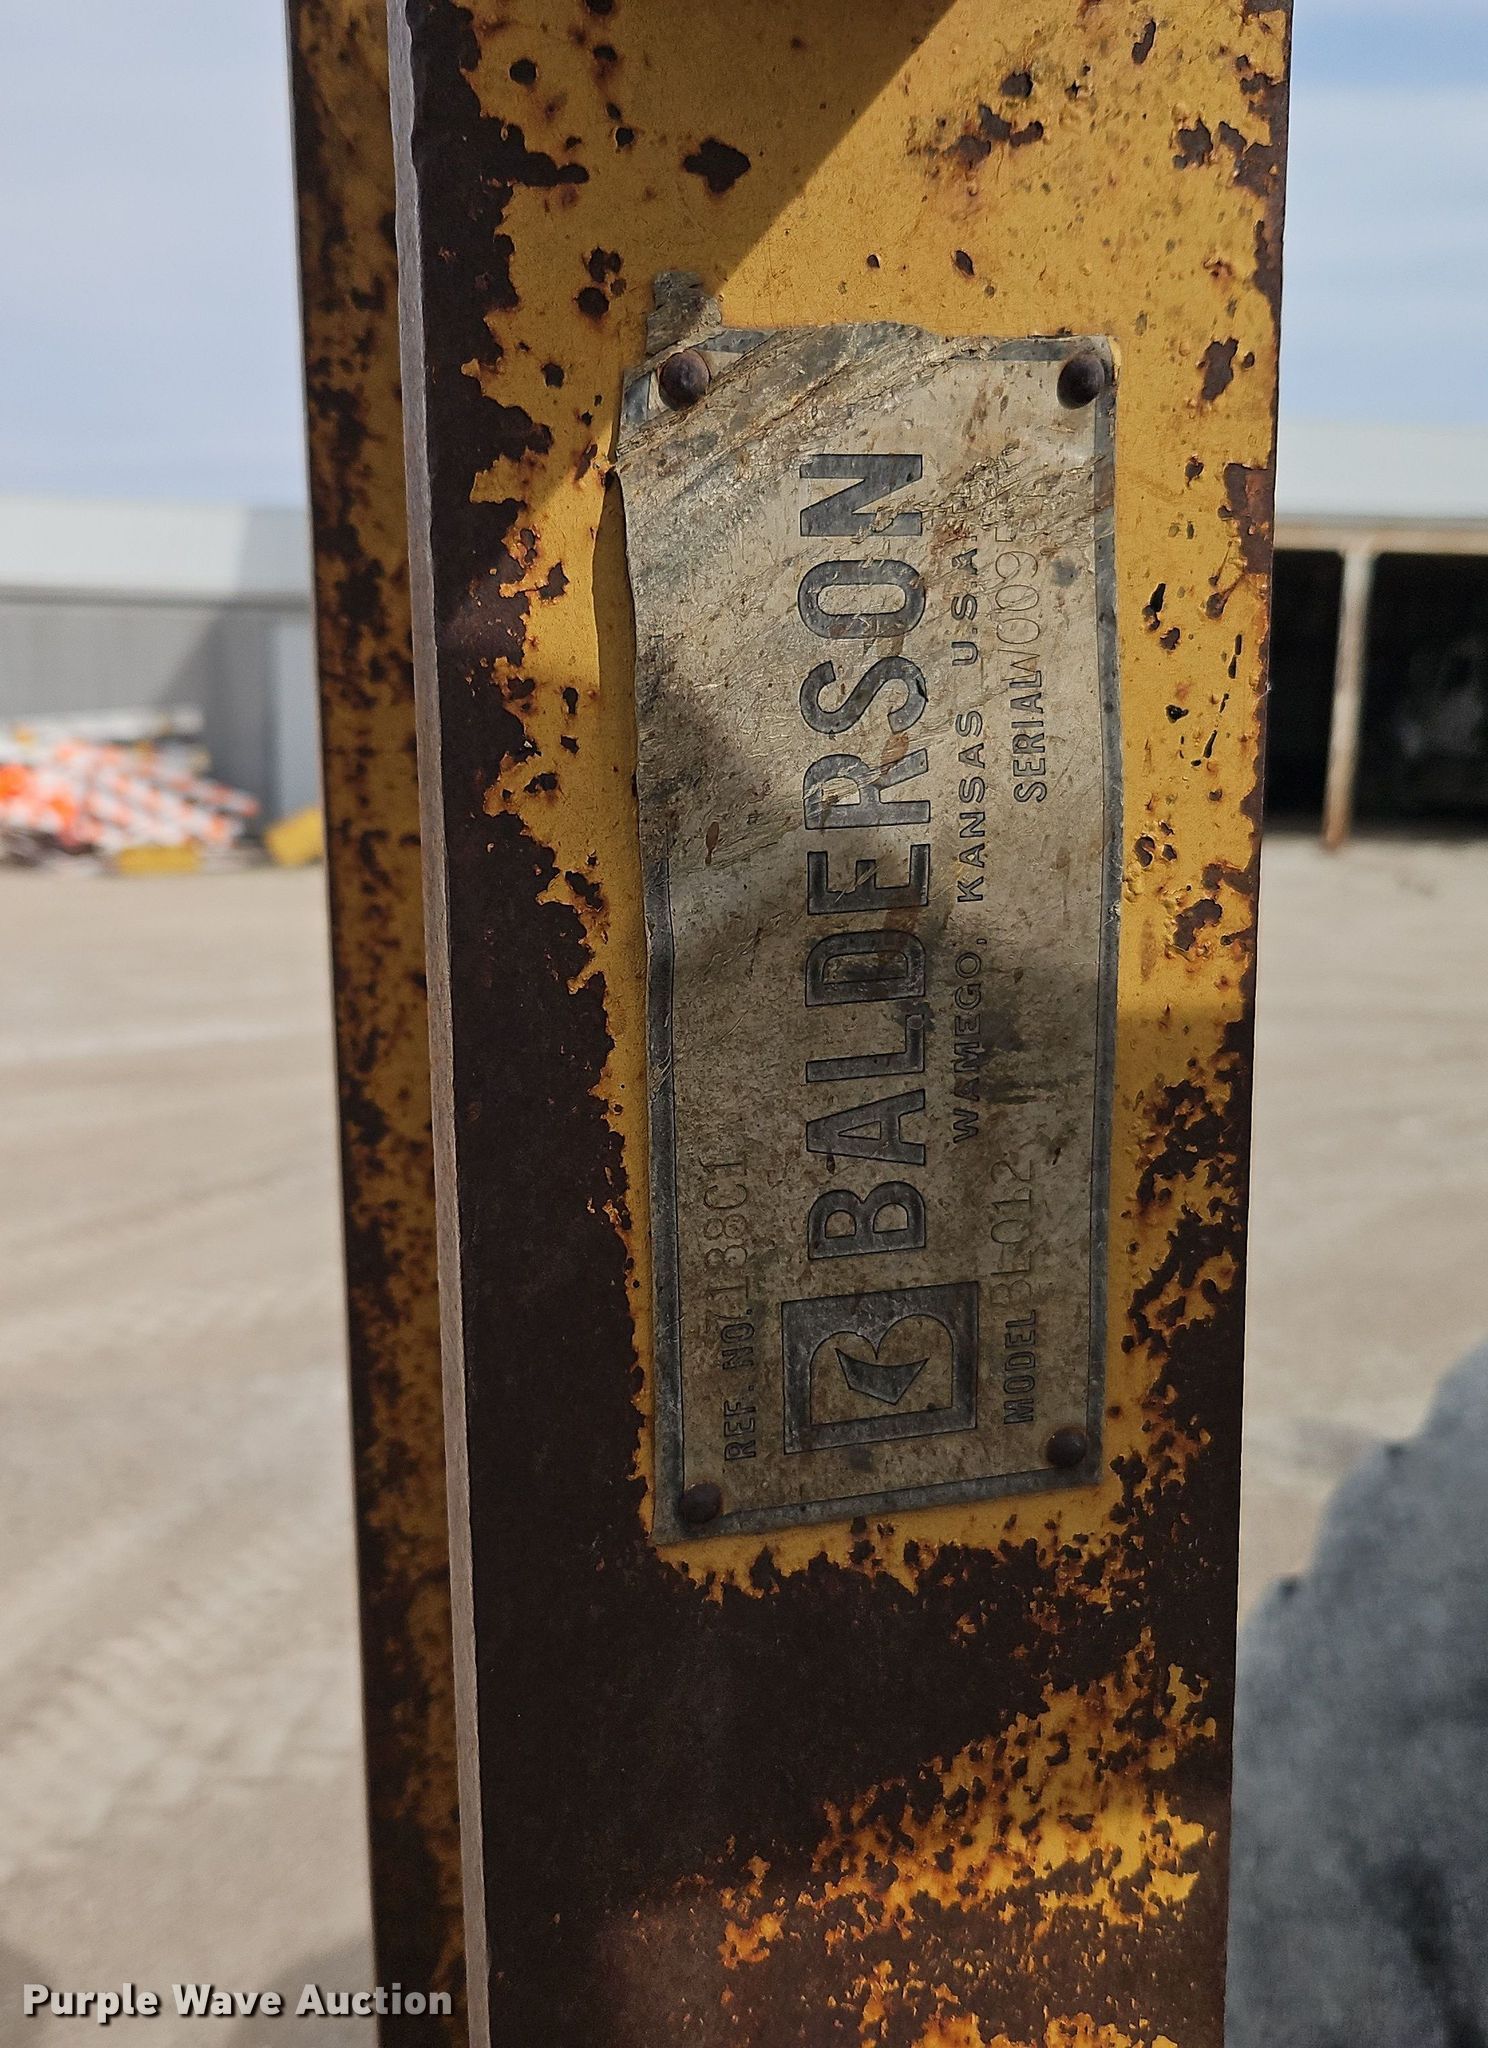 REF. NO. 7188C1
BALDERSON
WAMEGO, KANSAS U.S.A.
MODEL BL012 SERIAL
Purple Wave Auction